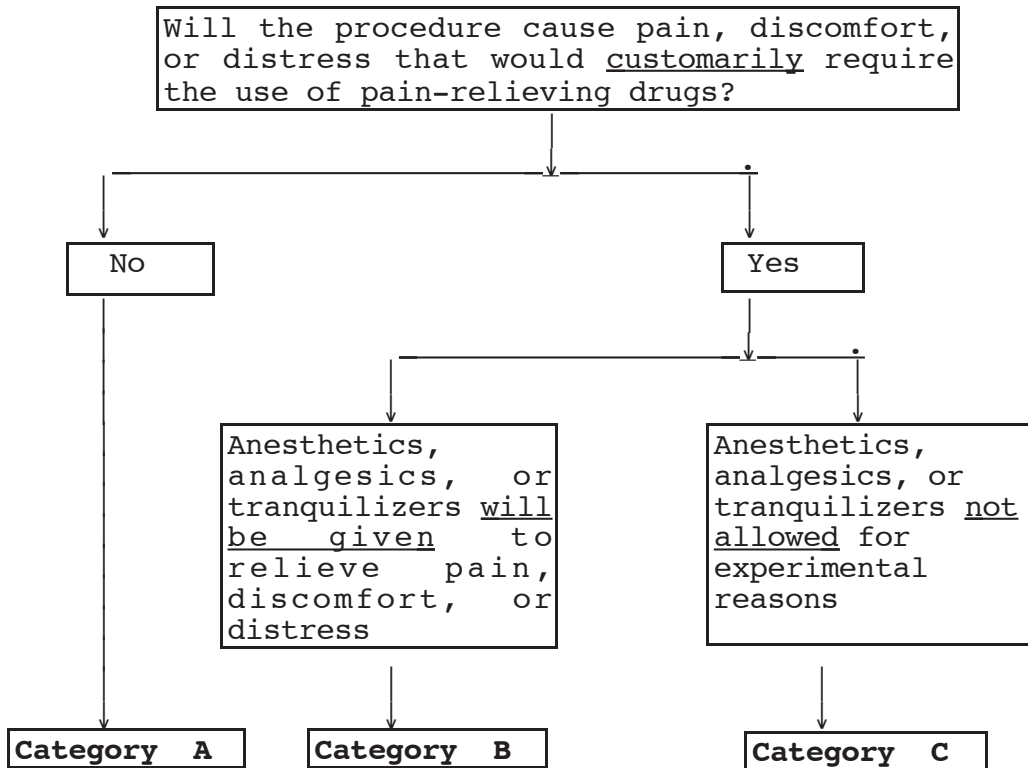 Will the procedure cause pain, discomfort,
or distress that would customarily require
the use of pain-relieving drugs?
No
Yes
Anesthetics,
analgesics, or
tranquilizers will
be given to
relieve pain,
discomfort, or
distress
Anesthetics,
analgesics, or
tranquilizers not
allowed for
experimental
reasons
Category A
Category B
Category C